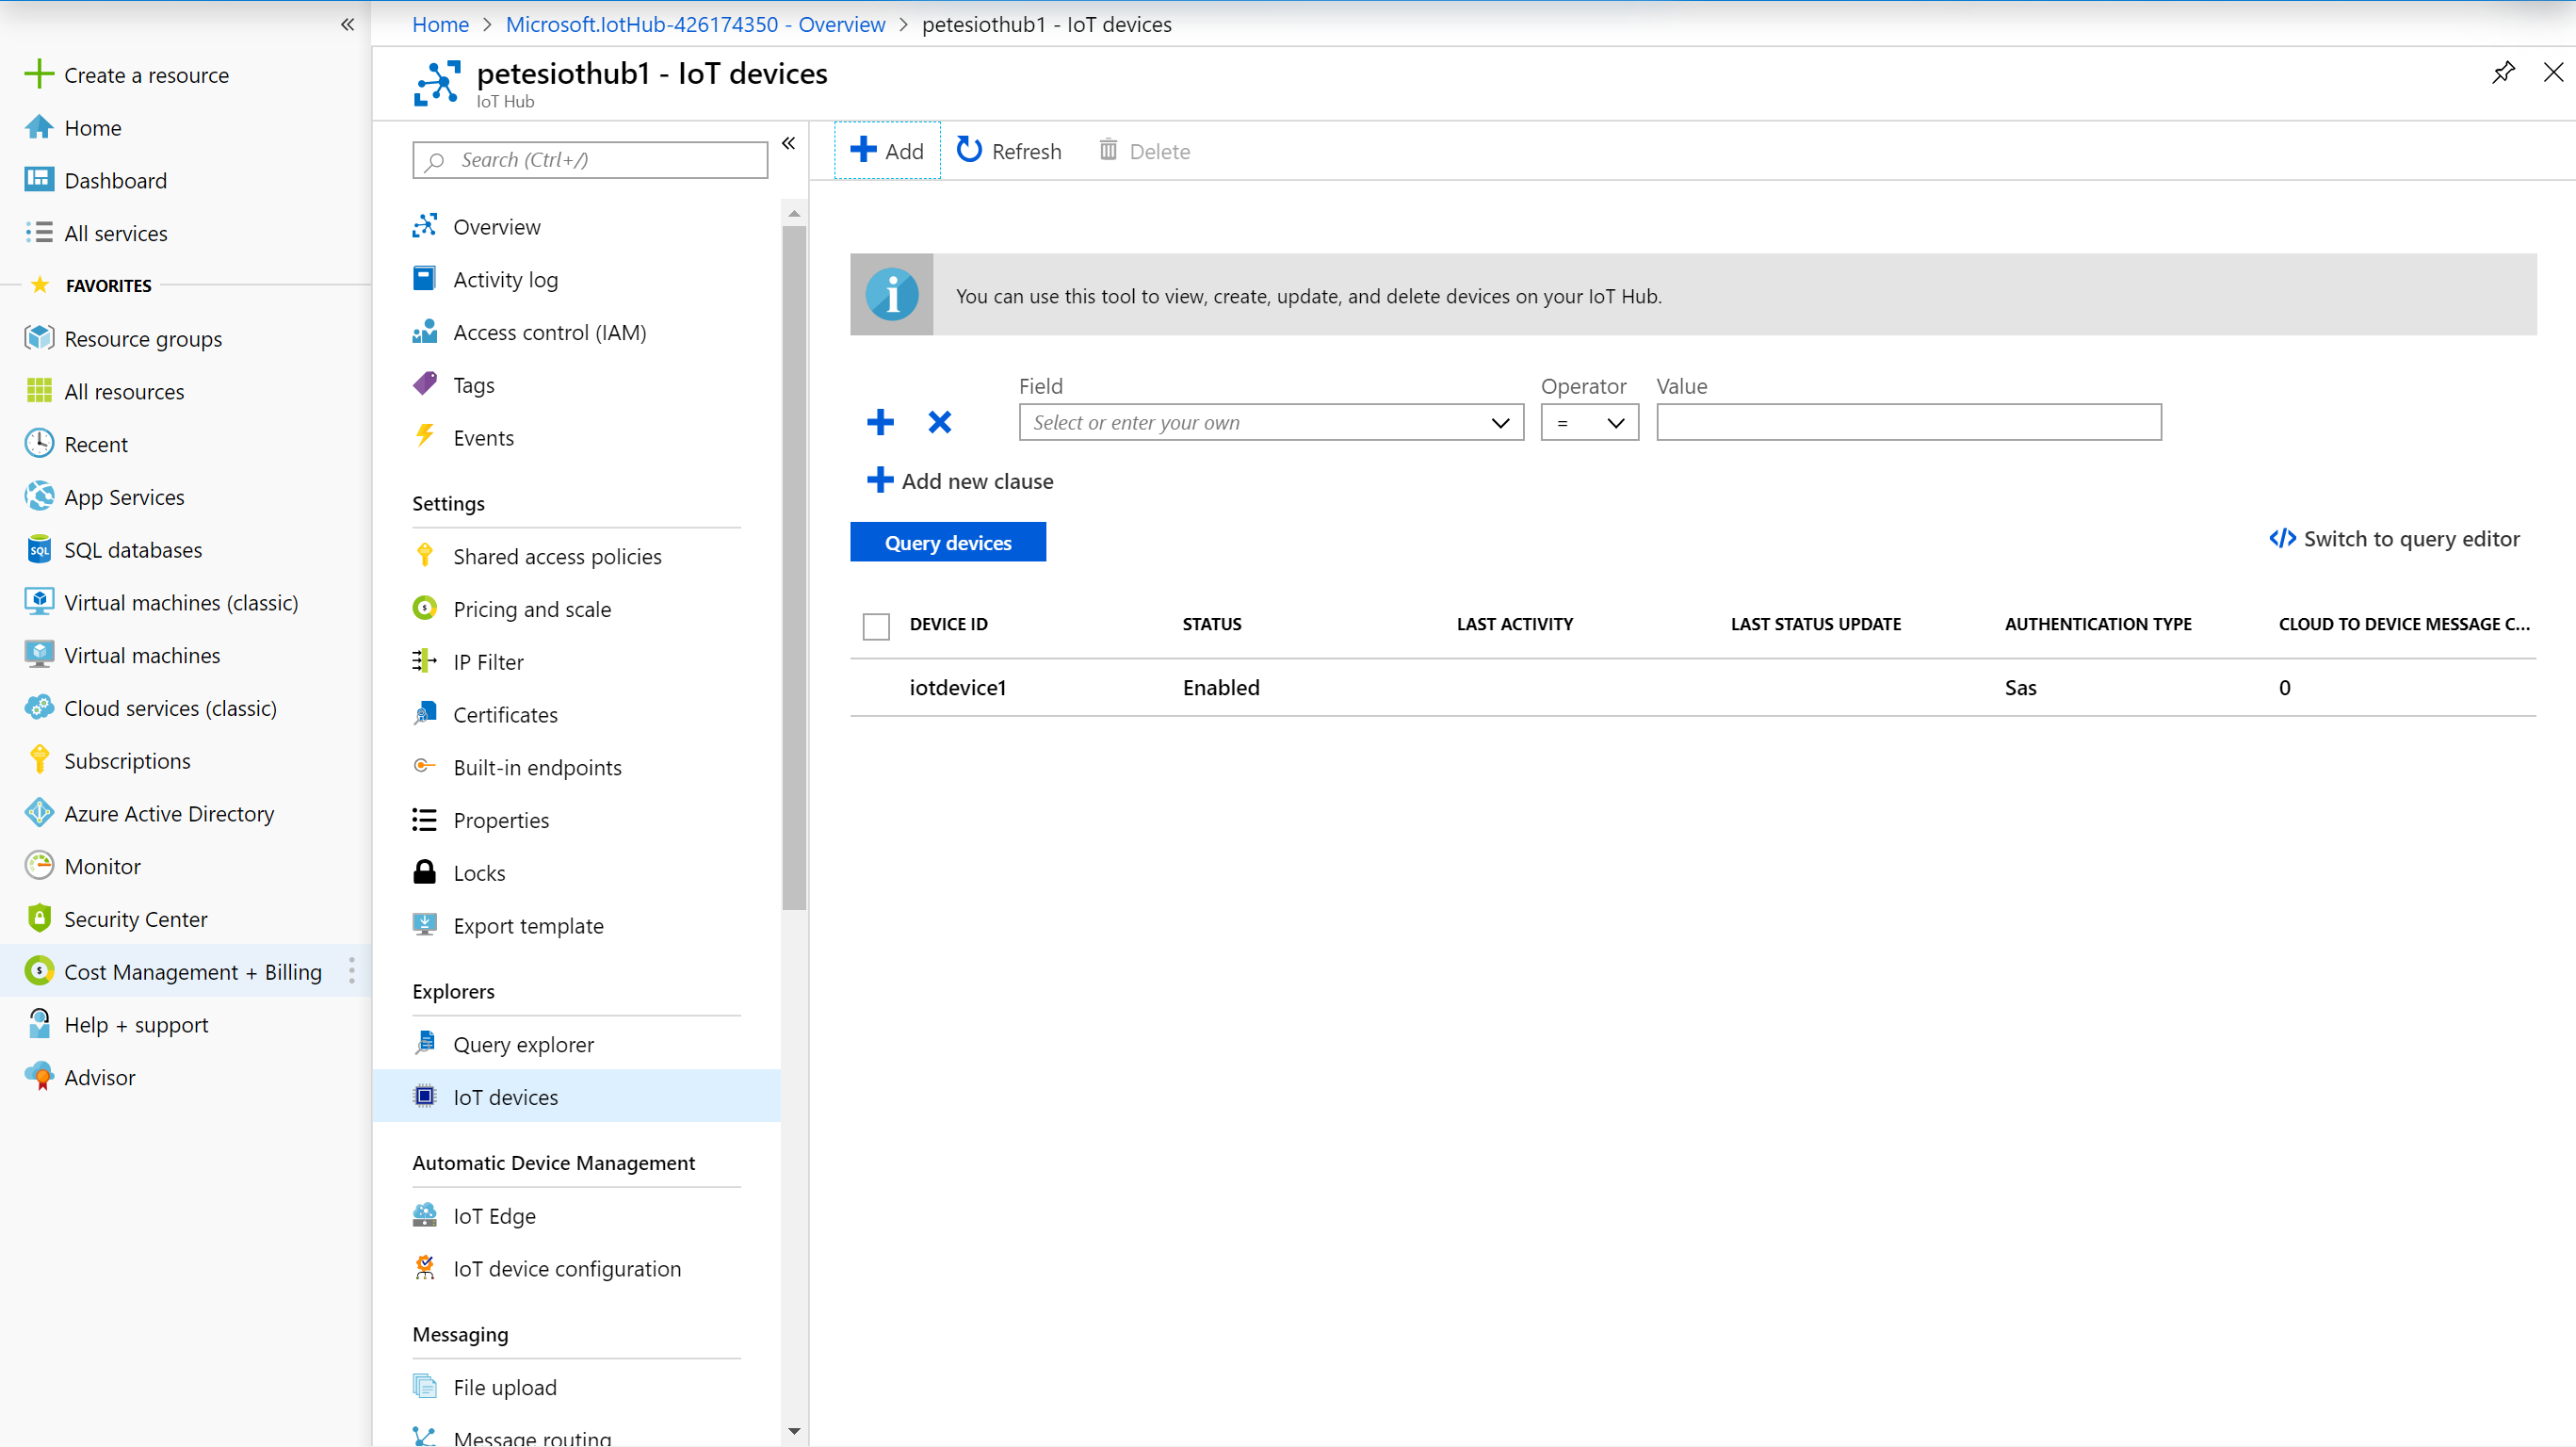 Home > Microsoft.IotHub-426174350 - Overview > petesiothub1 - IoT devices
Create a resource
Home
Dashboard
All services
FAVORITES
Resource groups
All resources
Recent
App Services
SQL databases
Virtual machines (classic)
Virtual machines
Cloud services (classic)
Subscriptions
Azure Active Directory
Monitor
Security Center
Cost Management + Billing
Help + support
Advisor
petesiothub1 - IoT devices
IoT Hub
Search (Ctrl+/)
Overview
Activity log
Access control (IAM)
Tags
Events
Settings
Shared access policies
Pricing and scale
IP Filter
Certificates
Built-in endpoints
Properties
Locks
Export template
Explorers
Query explorer
IoT devices
Automatic Device Management
IoT Edge
IoT device configuration
Messaging
File upload
Message routing
Add Refresh Delete
You can use this tool to view, create, update, and delete devices on your IoT Hub.
Field Operator Value
Select or enter your own =
Add new clause
Query devices
</> Switch to query editor
DEVICE ID STATUS LAST ACTIVITY LAST STATUS UPDATE AUTHENTICATION TYPE CLOUD TO DEVICE MESSAGE C...
iotdevice1 Enabled Sas 0